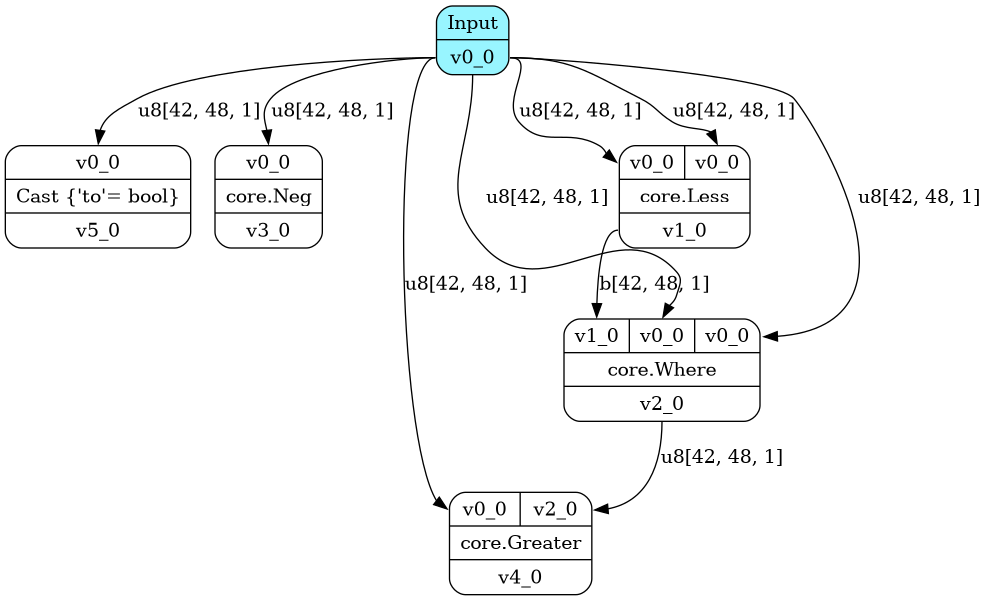 Input
v0_0
u8[42, 48, 1] u8[42, 48, 1] u8[42, 48, 1] u8[42, 48, 1]
v0_0 v0_0 v0_0 v0_0
Cast {'to'= bool} core.Neg u8[42, 48, 1] core.Less u8[42, 48, 1]
v5_0 v3_0 v1_0
u8[42, 48, 1] b[42, 48, 1]
v1_0 v0_0 v0_0
core.Where
v2_0
u8[42, 48, 1]
v0_0 v2_0
core.Greater
v4_0